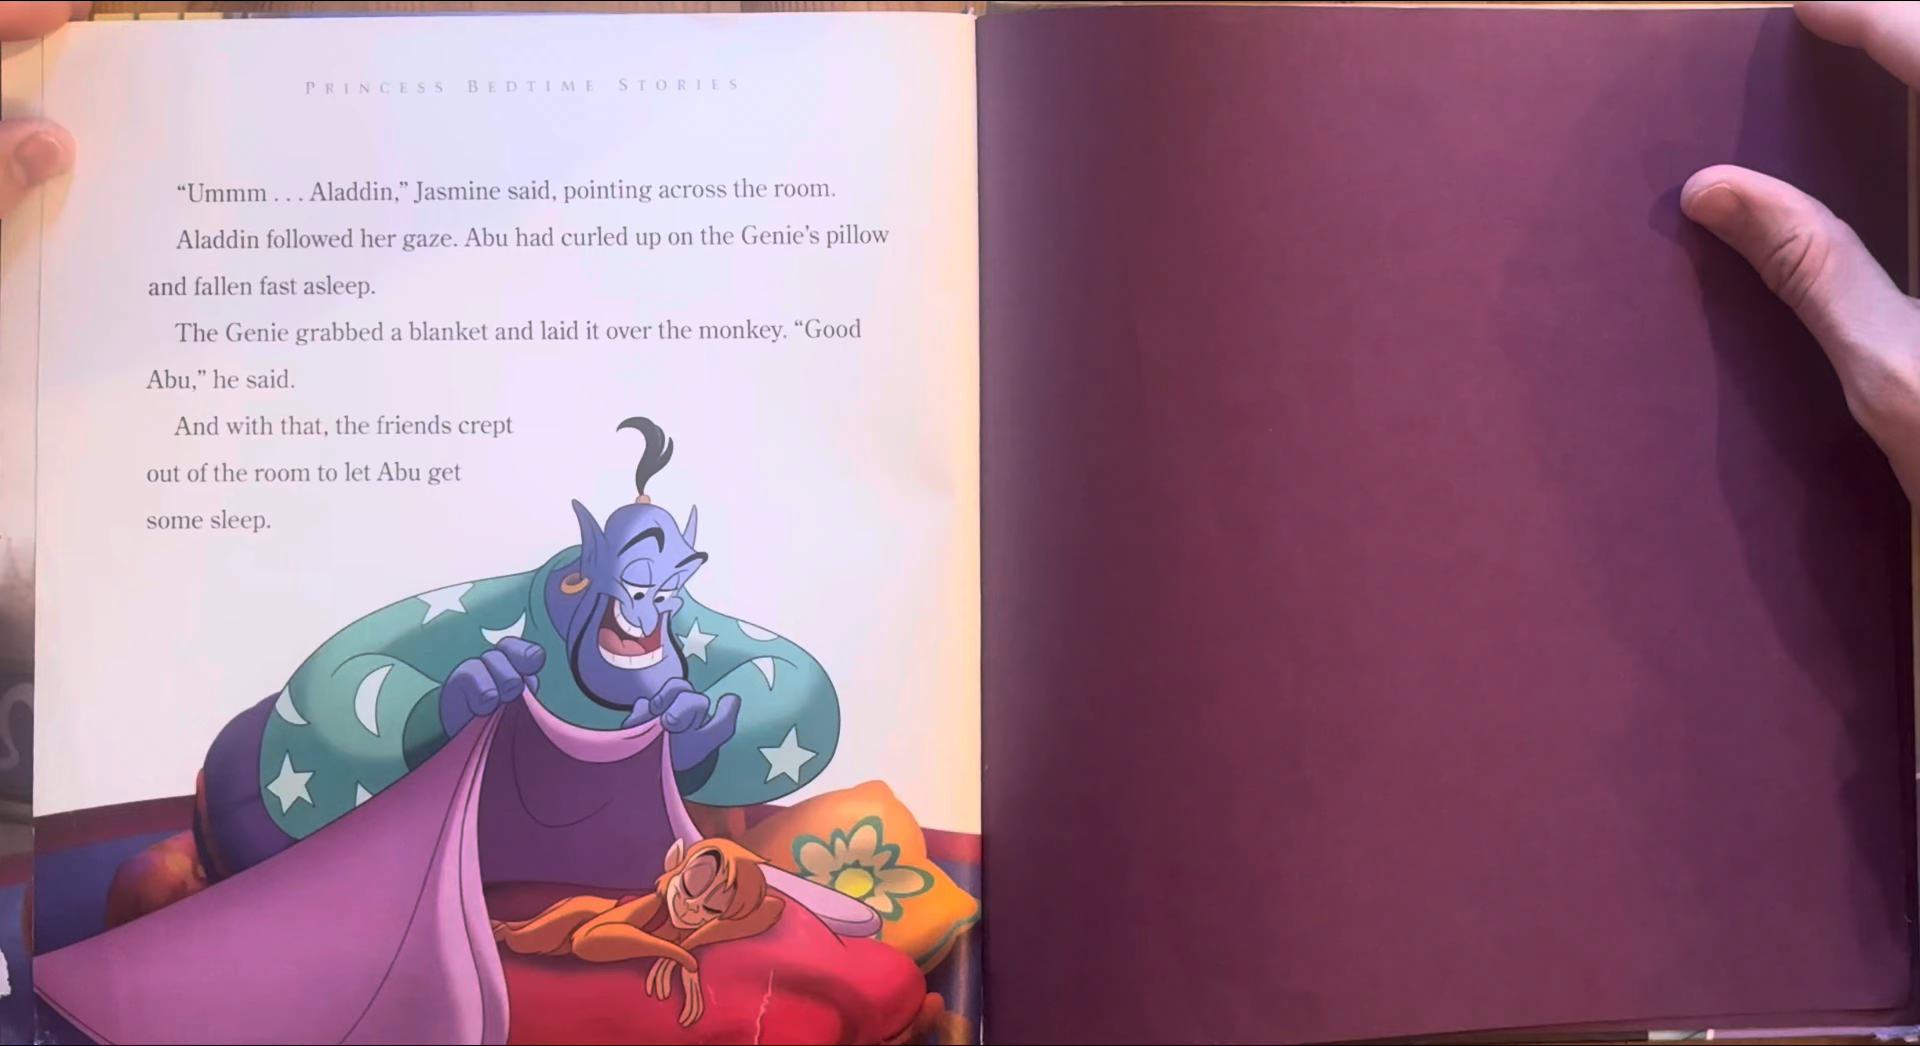 PRINCESS BEDTIME STORIES
“Ummm . . . Aladdin,” Jasmine said, pointing across the room.
Aladdin followed her gaze. Abu had curled up on the Genie’s pillow
and fallen fast asleep.
The Genie grabbed a blanket and laid it over the monkey. “Good
Abu,” he said.
And with that, the friends crept
out of the room to let Abu get
some sleep.